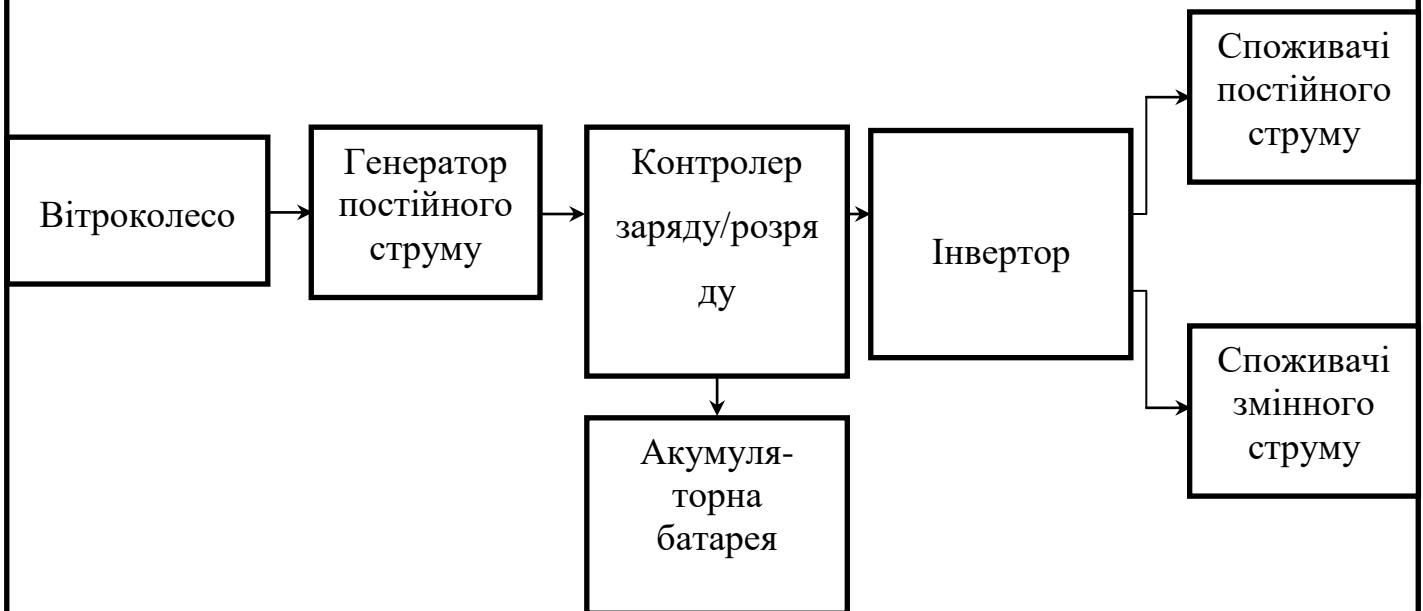 Вітроколесо
Генератор
постійного
струму
Контролер
заряду/розря
ду
Акумуля-
торна
батарея
Інвертор
Споживачі
постійного
струму
Споживачі
змінного
струму